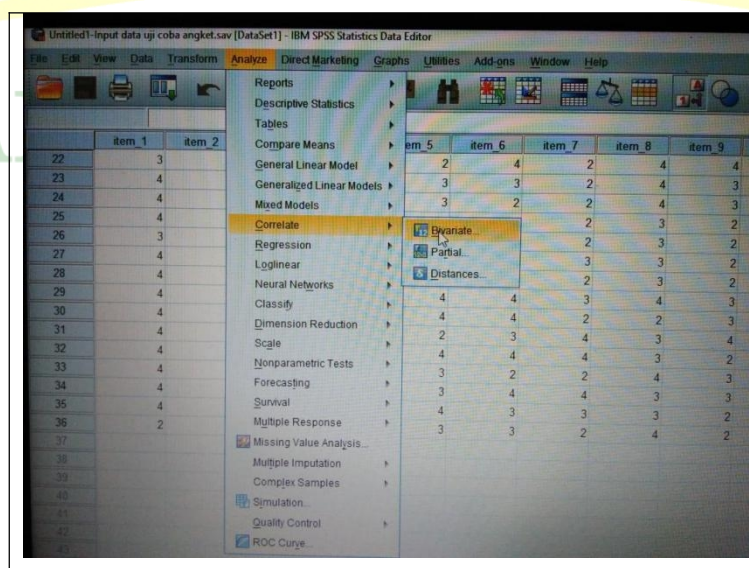 Untitled1-Input data uji coba angket.sav [DataSet1] - IBM SPSS Statistics Data Editor
File Edit View Data Transform Analyze Direct Marketing Graphs Utilities Add-ons Window Help
Reports
Descriptive Statistics
Tables
Compare Means
General Linear Model
Generalized Linear Models
Mixed Models
Correlate
Regression
Loglinear
Neural Networks
Classify
Dimension Reduction
Scale
Nonparametric Tests
Forecasting
Survival
Multiple Response
Missing Value Analysis...
Multiple Imputation
Complex Samples
Simulation...
Quality Control
ROC Curve...
Bivariate...
Partial...
Distances...
item_1 item_2 em_5 item_6 item_7 item_8 item_9
22 3 2 4 2 4 4
23 4 3 3 2 4 3
24 4 3 2 2 4 3
25 4 2 3 2
26 3 2 3 2
27 4 3 3 2
28 4 2 3 2
29 4 4 4 3 4 3
30 4 4 4 2 2 3
31 4 2 3 4 3 4
32 4 4 4 4 3 2
33 4 3 2 2 4 3
34 4 3 4 4 3 3
35 4 4 3 3 3 2
36 2 3 3 2 4 2
37
38
39
40
41
42
43